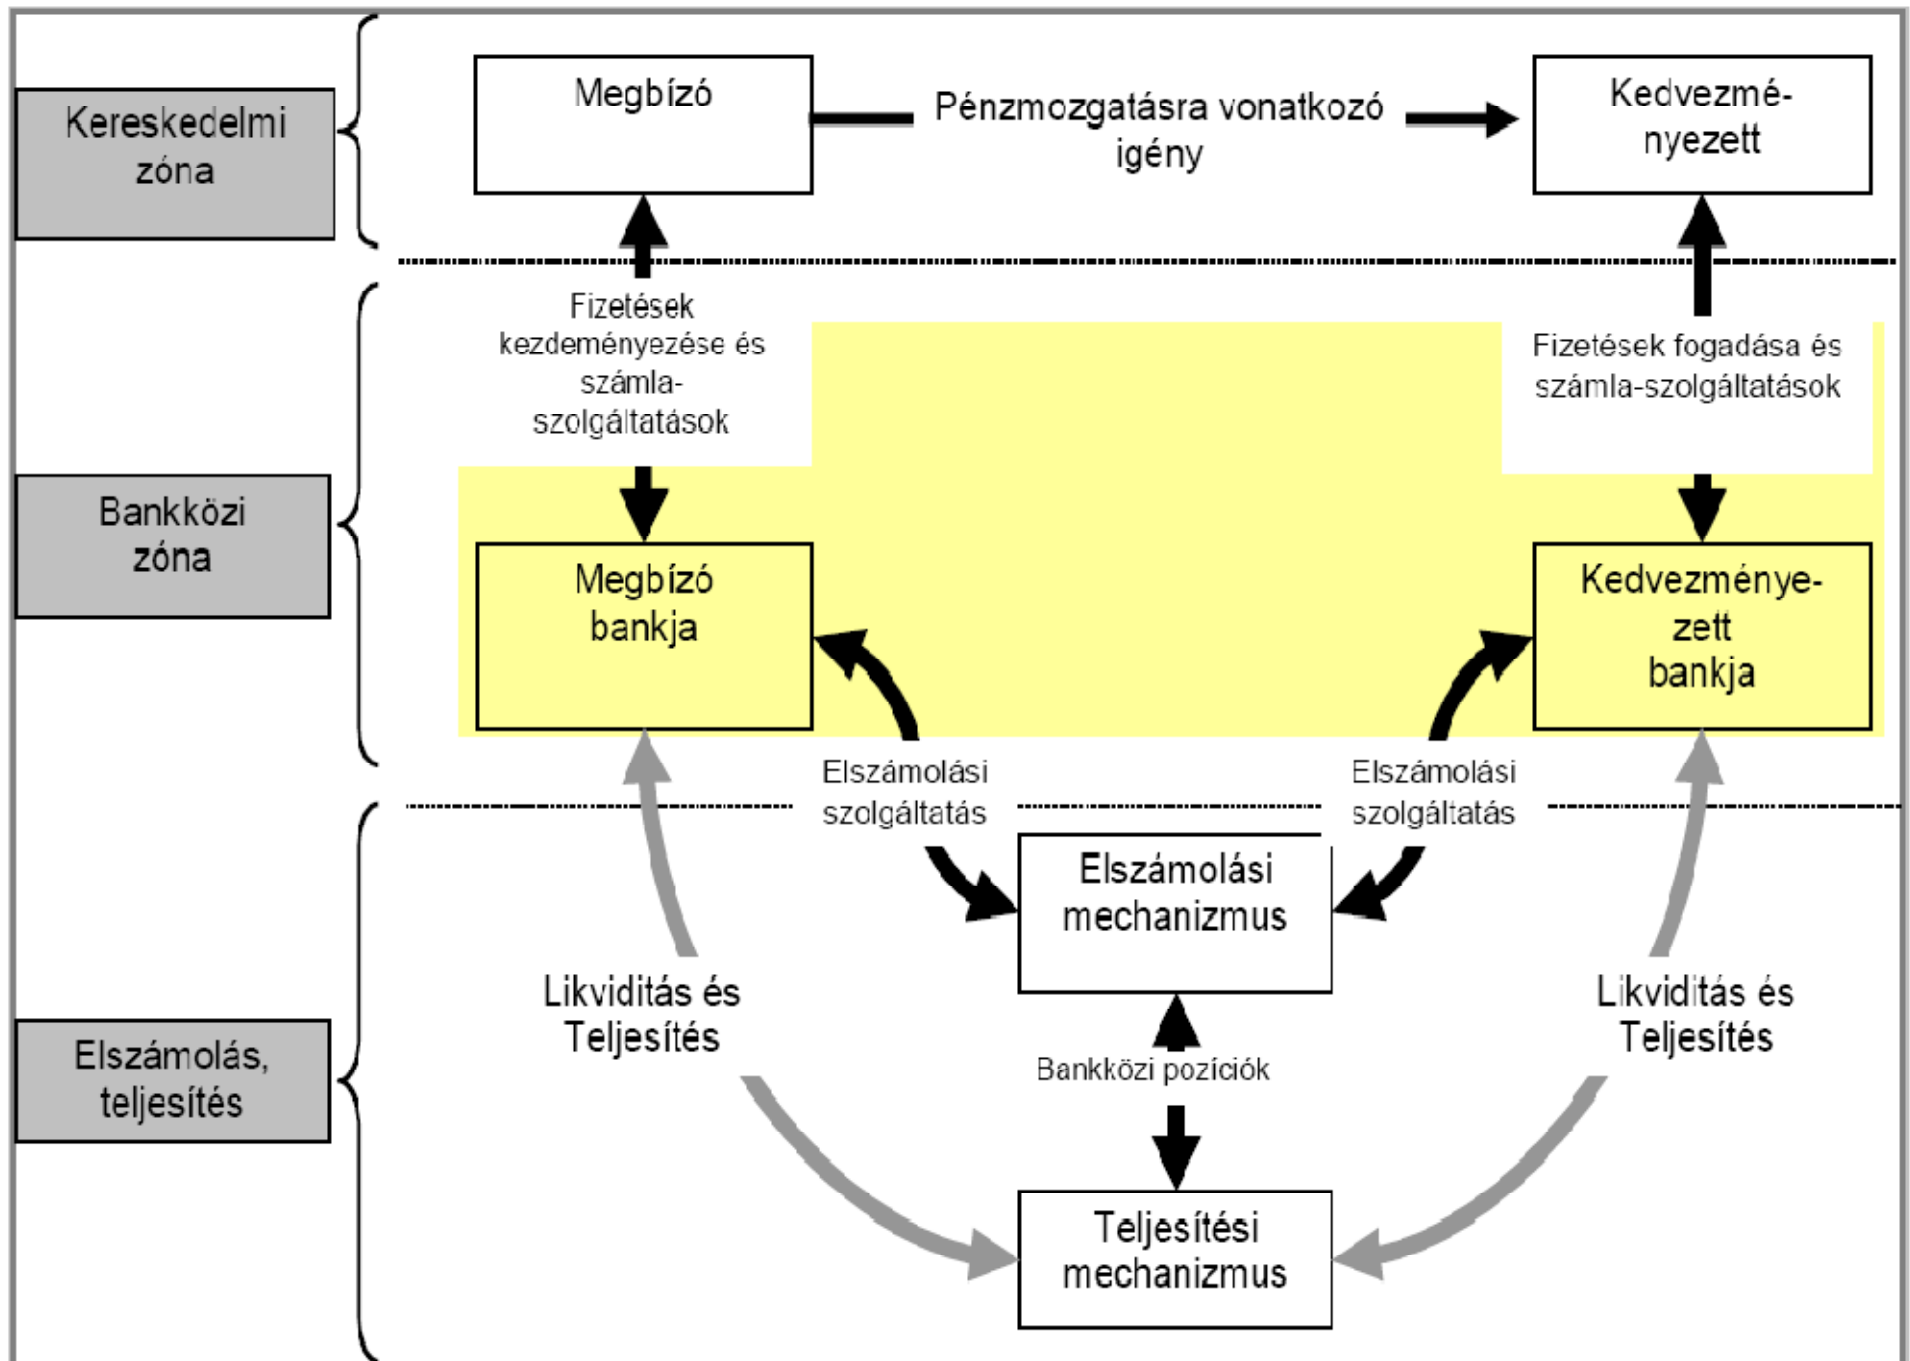 Kereskedelmi
zóna
Megbízó
Pénzmozgatásra vonatkozó
igény
Kedvezmé-
nyezett
Fizetések
kezdeményezése és
számla-
szolgáltatások
Fizetések fogadása és
számla-szolgáltatások
Bankközi
zóna
Megbízó
bankja
Kedvezménye-
zett
bankja
Elszámolási
szolgáltatás
Elszámolási
szolgáltatás
Elszámolási
mechanizmus
Likviditás és
Teljesítés
Likviditás és
Teljesítés
Elszámolás,
teljesítés
Bankközi pozíciók
Teljesítési
mechanizmus